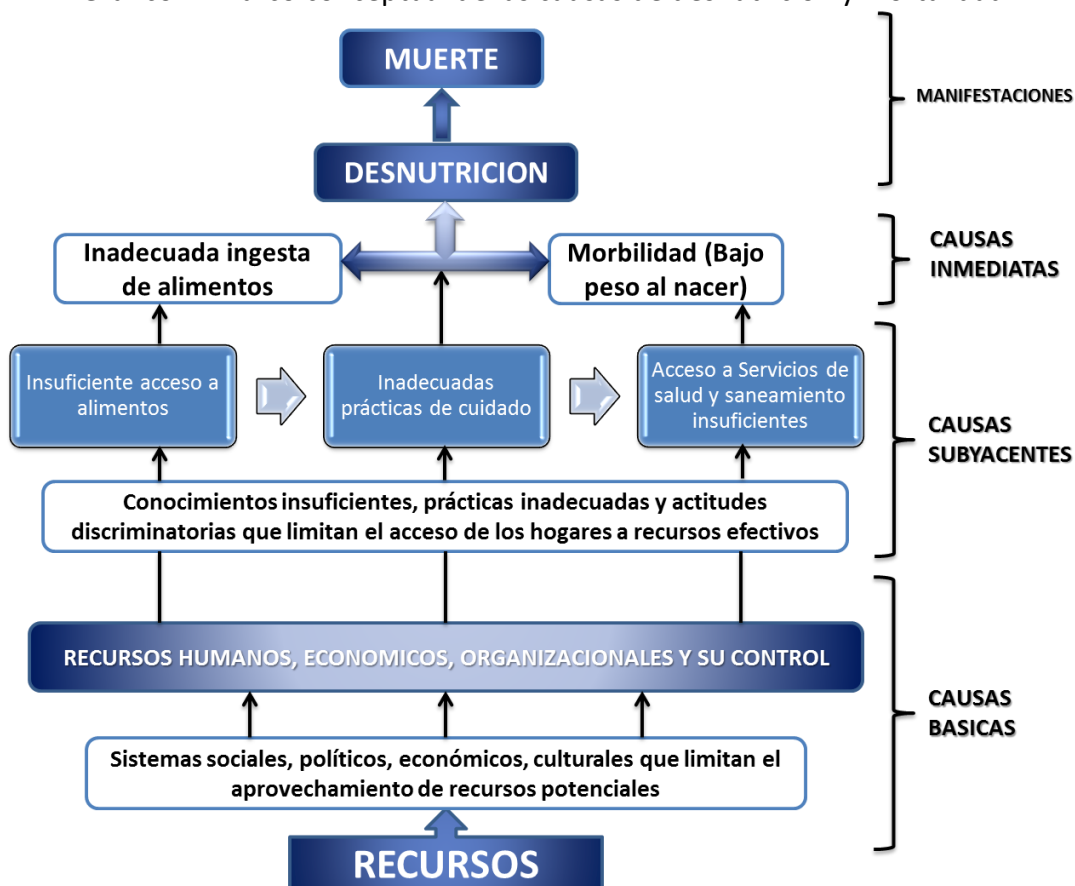 MUERTE
MANIFESTACIONES
DESNUTRICION
Inadecuada ingesta
de alimentos
Morbilidad (Bajo
peso al nacer)
CAUSAS
INMEDIATAS
Insuficiente acceso a
alimentos
Inadecuadas
prácticas de cuidado
Acceso a Servicios de
salud y saneamiento
insuficientes
CAUSAS
SUBYACENTES
Conocimientos insuficientes, prácticas inadecuadas y actitudes
discriminatorias que limitan el acceso de los hogares a recursos efectivos
RECURSOS HUMANOS, ECONOMICOS, ORGANIZACIONALES Y SU CONTROL
CAUSAS
BASICAS
Sistemas sociales, políticos, económicos, culturales que limitan el
aprovechamiento de recursos potenciales
RECURSOS